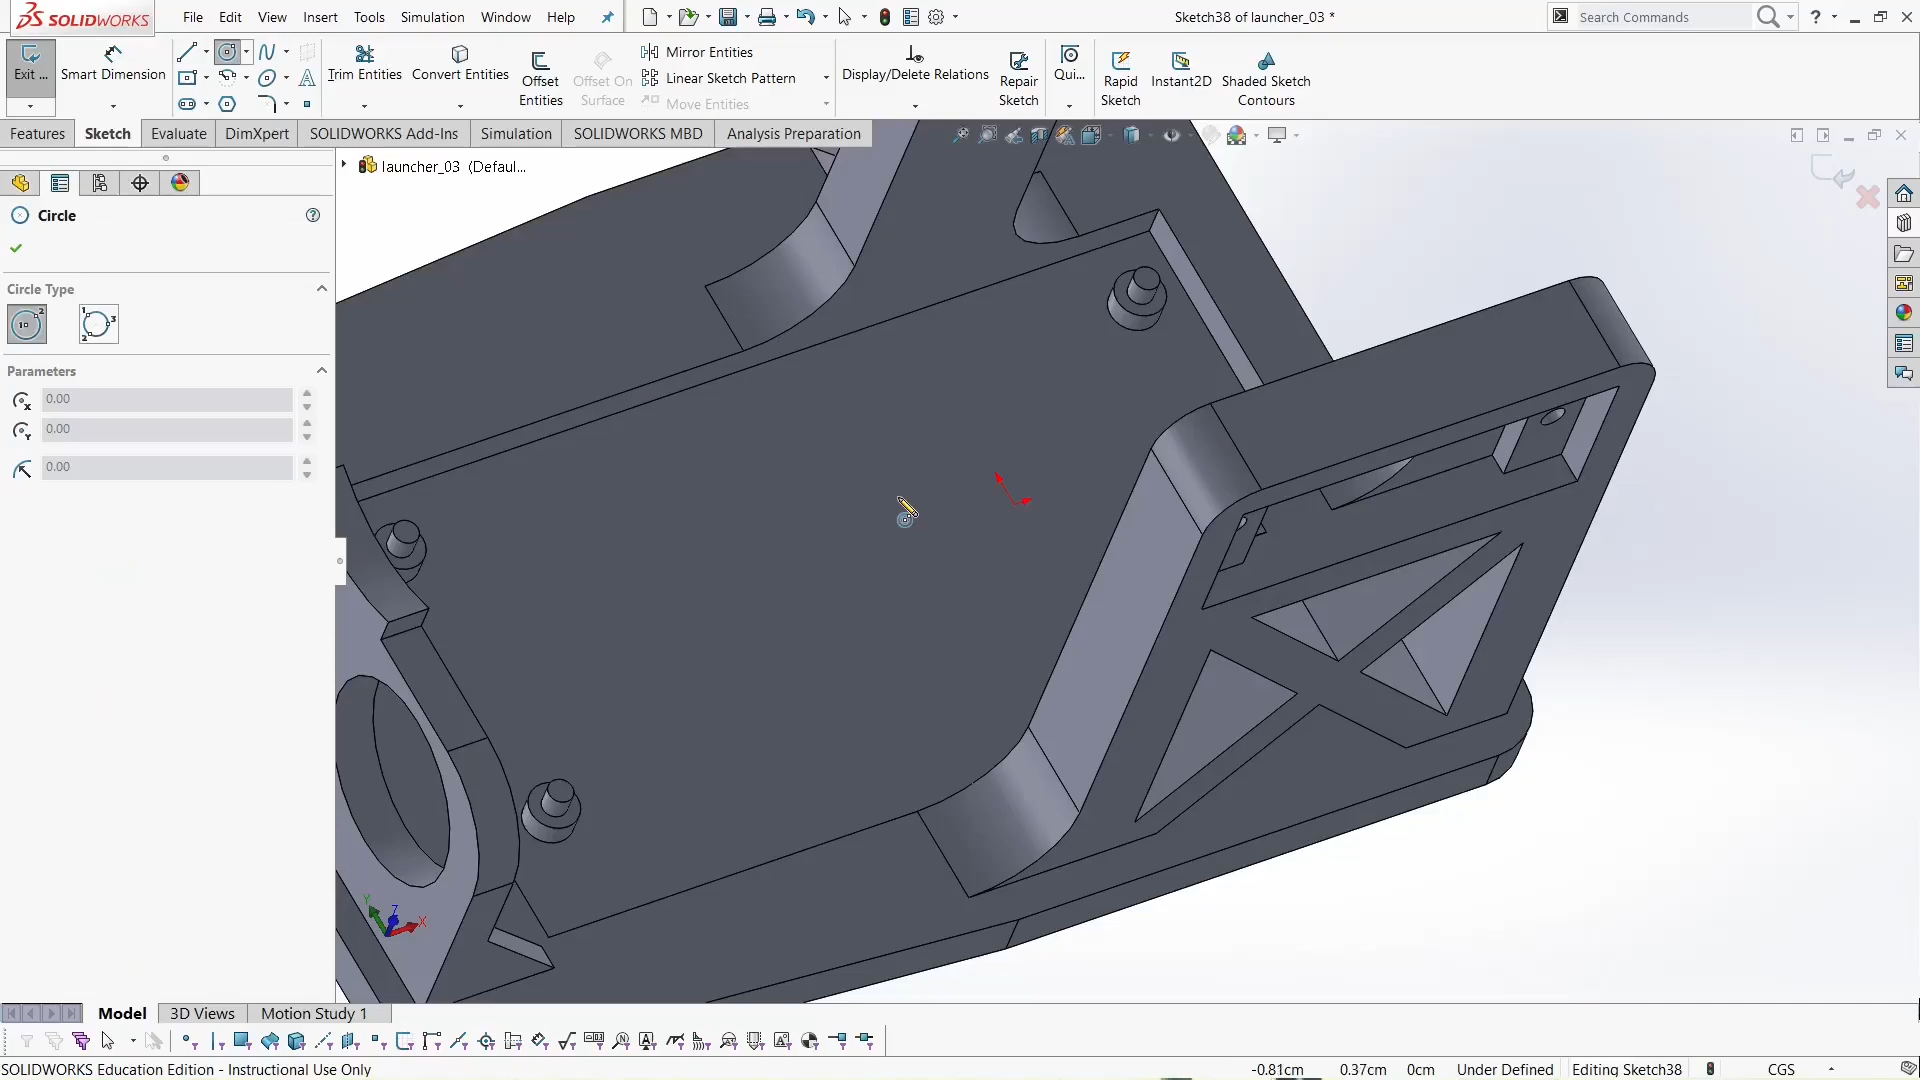 SOLIDWORKS
File Edit View Insert Tools Simulation Window Help
Sketch38 of launcher_03 *
Search Commands
?
Exit ...
Smart Dimension
Trim Entities
Convert Entities
Offset Entities
Offset On Surface
Mirror Entities
Linear Sketch Pattern
Move Entities
Display/Delete Relations
Repair Sketch
Qui...
Rapid Sketch
Instant2D
Shaded Sketch Contours
Features Sketch Evaluate DimXpert SOLIDWORKS Add-Ins Simulation SOLIDWORKS MBD Analysis Preparation
launcher_03 (Defaul...
Circle
Circle Type
Parameters
0.00
0.00
0.00
Y Z X
Model 3D Views Motion Study 1
SOLIDWORKS Education Edition - Instructional Use Only
-0.81cm 0.37cm 0cm Under Defined Editing Sketch38 CGS